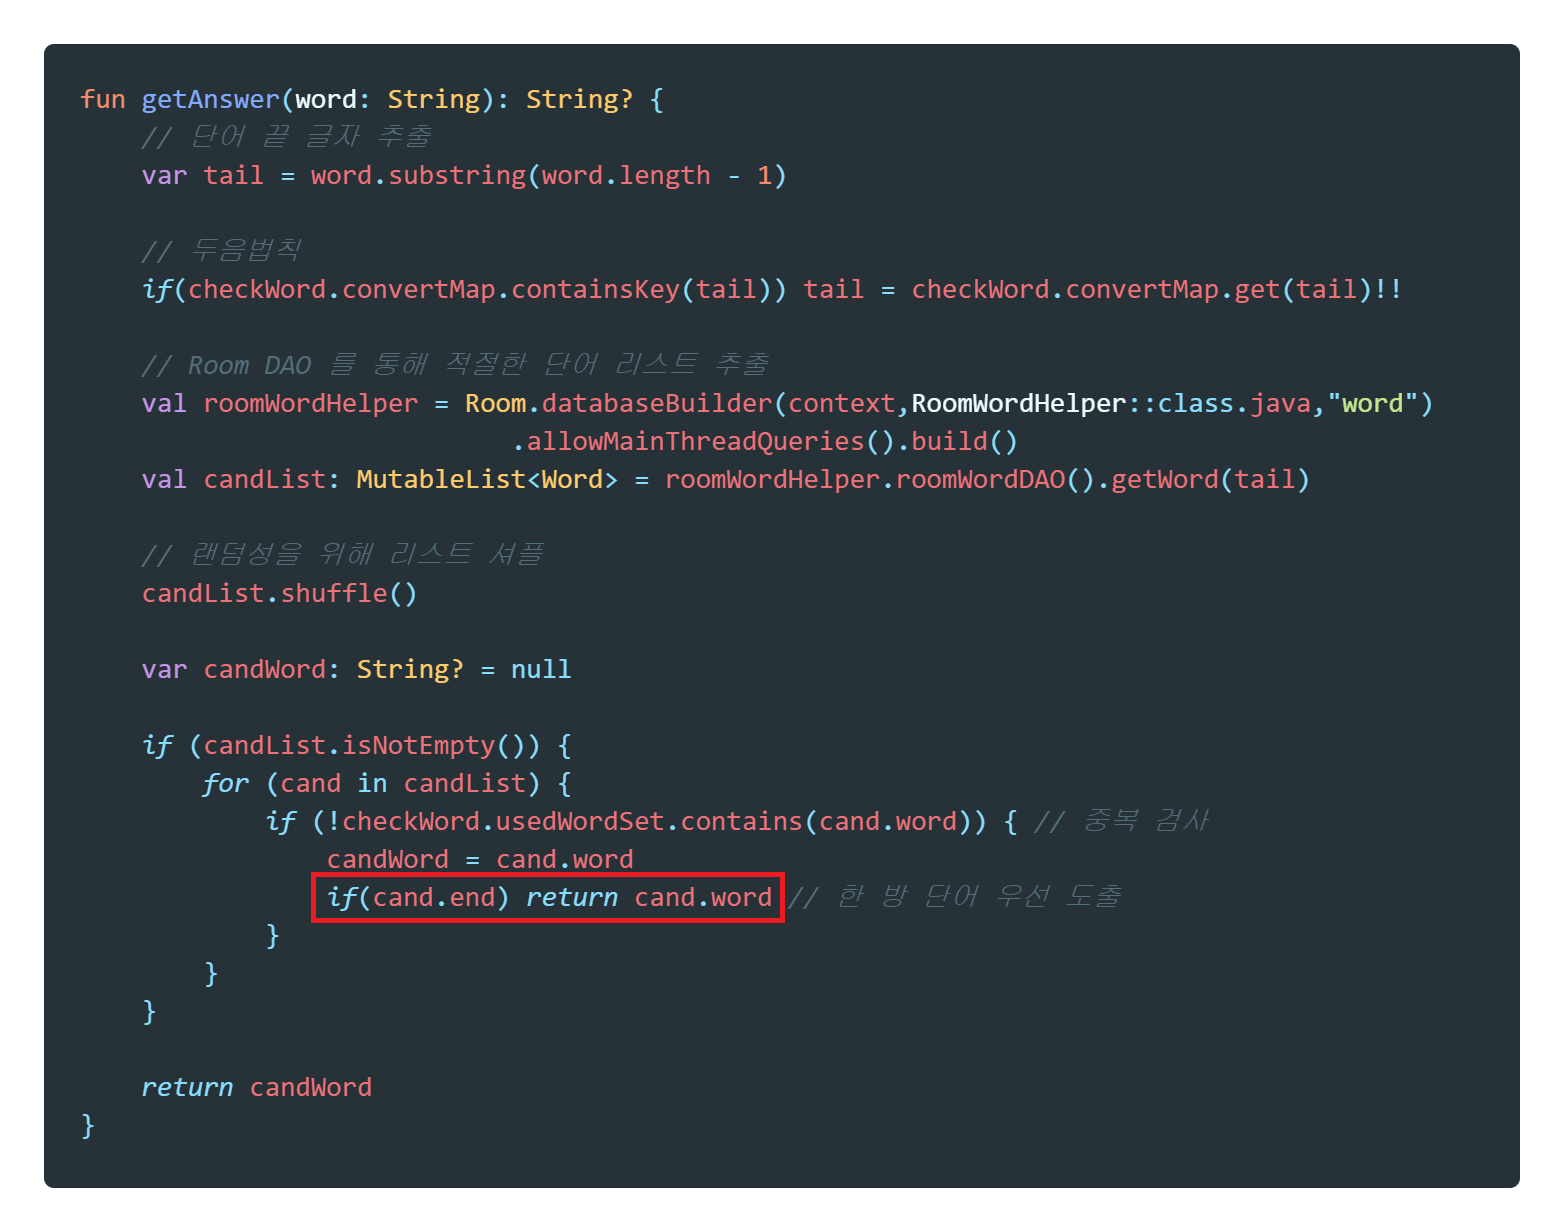 fun getAnswer(word: String): String? {
// 단어 끝 글자 추출
var tail = word.substring(word.length - 1)
// 두음법칙
if(checkWord.convertMap.containsKey(tail)) tail = checkWord.convertMap.get(tail)!!
// Room DAO 를 통해 적절한 단어 리스트 추출
val roomWordHelper = Room.databaseBuilder(context,RoomWordHelper::class.java,"word")
.allowMainThreadQueries().build()
val candList: MutableList<Word> = roomWordHelper.roomWordDAO().getWord(tail)
// 랜덤성을 위해 리스트 셔플
candList.shuffle()
var candWord: String? = null
if (candList.isNotEmpty()) {
for (cand in candList) {
if (!checkWord.usedWordSet.contains(cand.word)) { // 중복 검사
candWord = cand.word
if(cand.end) return cand.word // 한 방 단어 우선 도출
}
}
}
return candWord
}